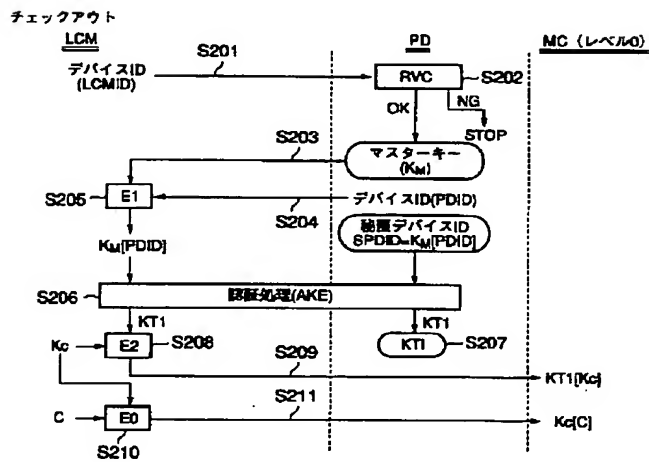 チェックアウト
LCM
PD
MC (レベル0)
デバイスID
(LCMID)
S201
RVC
S202
OK
NG
STOP
S203
マスターキー
(KM)
S205
E1
デバイスID(PDID)
S204
KM[PDID]
秘匿デバイスID
SPDID=KM[PDID]
S206
認証処理(AKE)
KT1
KT1
Kc
E2
S208
KTI
S207
S209
KT1[Kc]
S211
C
E0
Kc[C]
S210